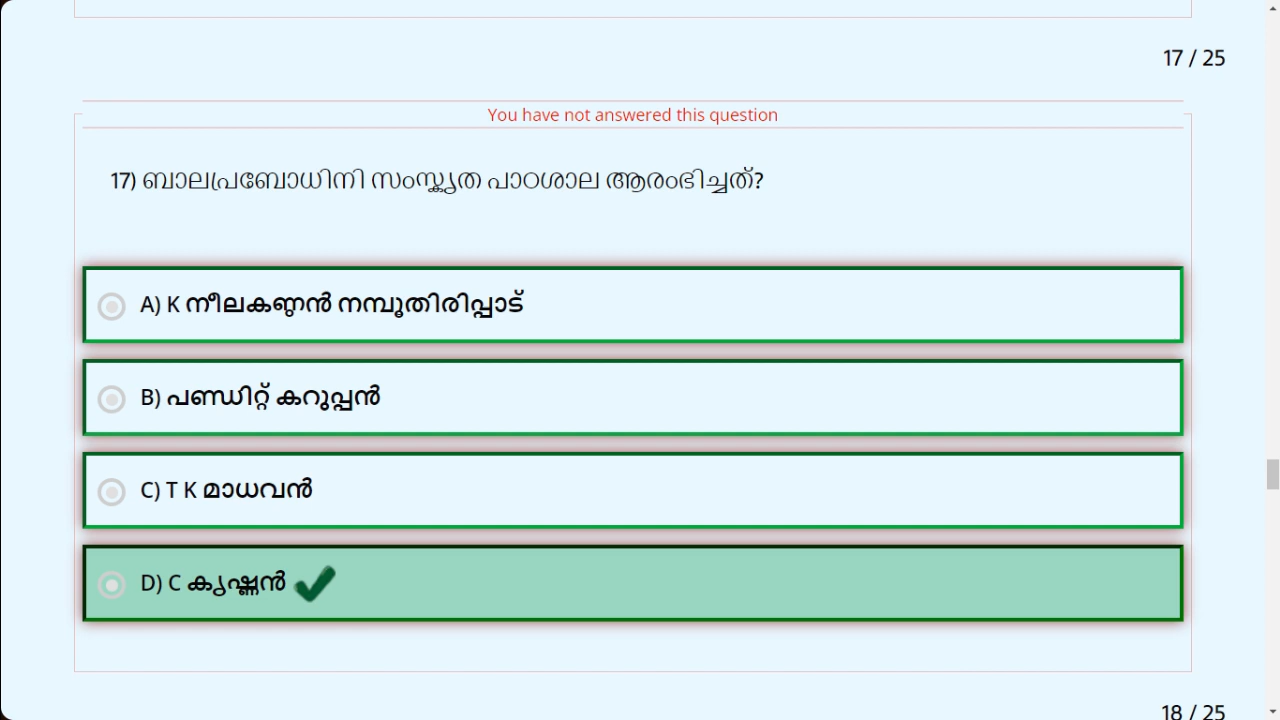 17 / 25
You have not answered this question
17) ബാലപ്രബോധിനി സംസ്കൃത പാഠശാല ആരംഭിച്ചത്?
A) K നീലകണ്ഠൻ നമ്പൂതിരിപ്പാട്
B) പണ്ഡിറ്റ് കറുപ്പൻ
C) T K മാധവൻ
D) C കൃഷ്ണൻ
18 / 25